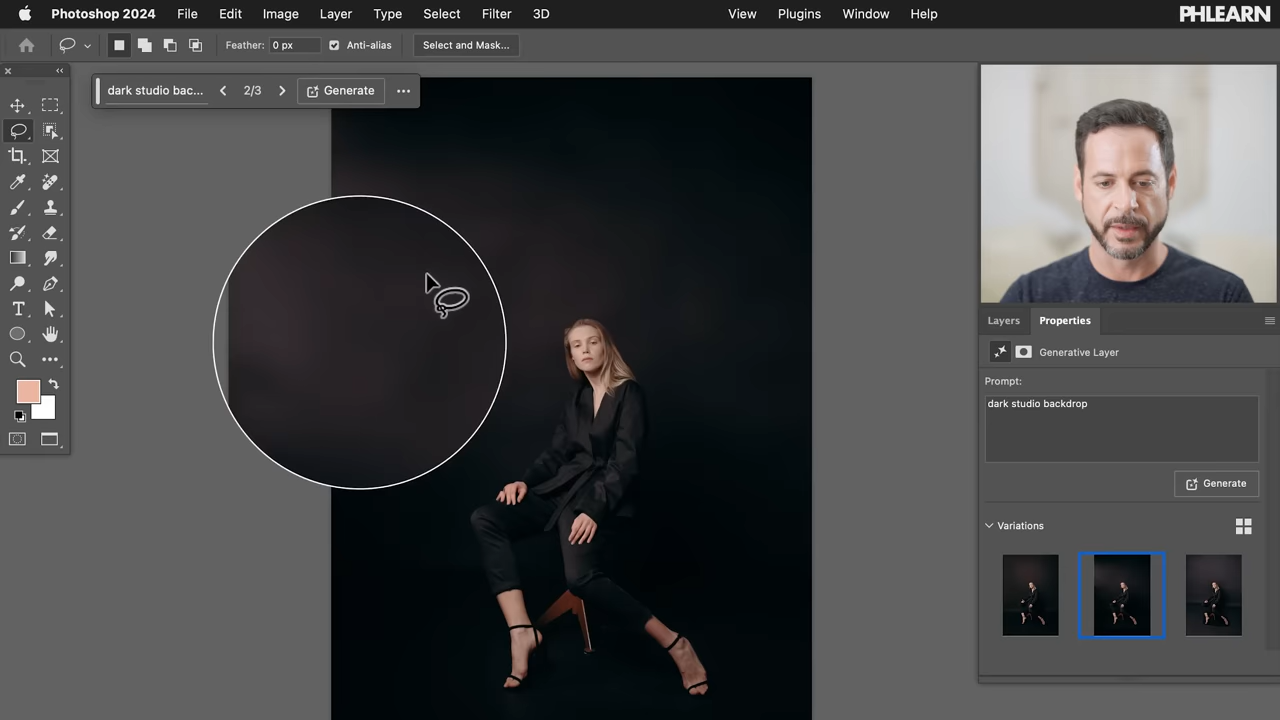 Photoshop 2024 File Edit Image Layer Type Select Filter 3D View Plugins Window Help
PHLEARN
Feather: 0 px Anti-alias Select and Mask...
dark studio bac... 2/3 Generate
Layers Properties
Generative Layer
Prompt:
dark studio backdrop
Generate
Variations